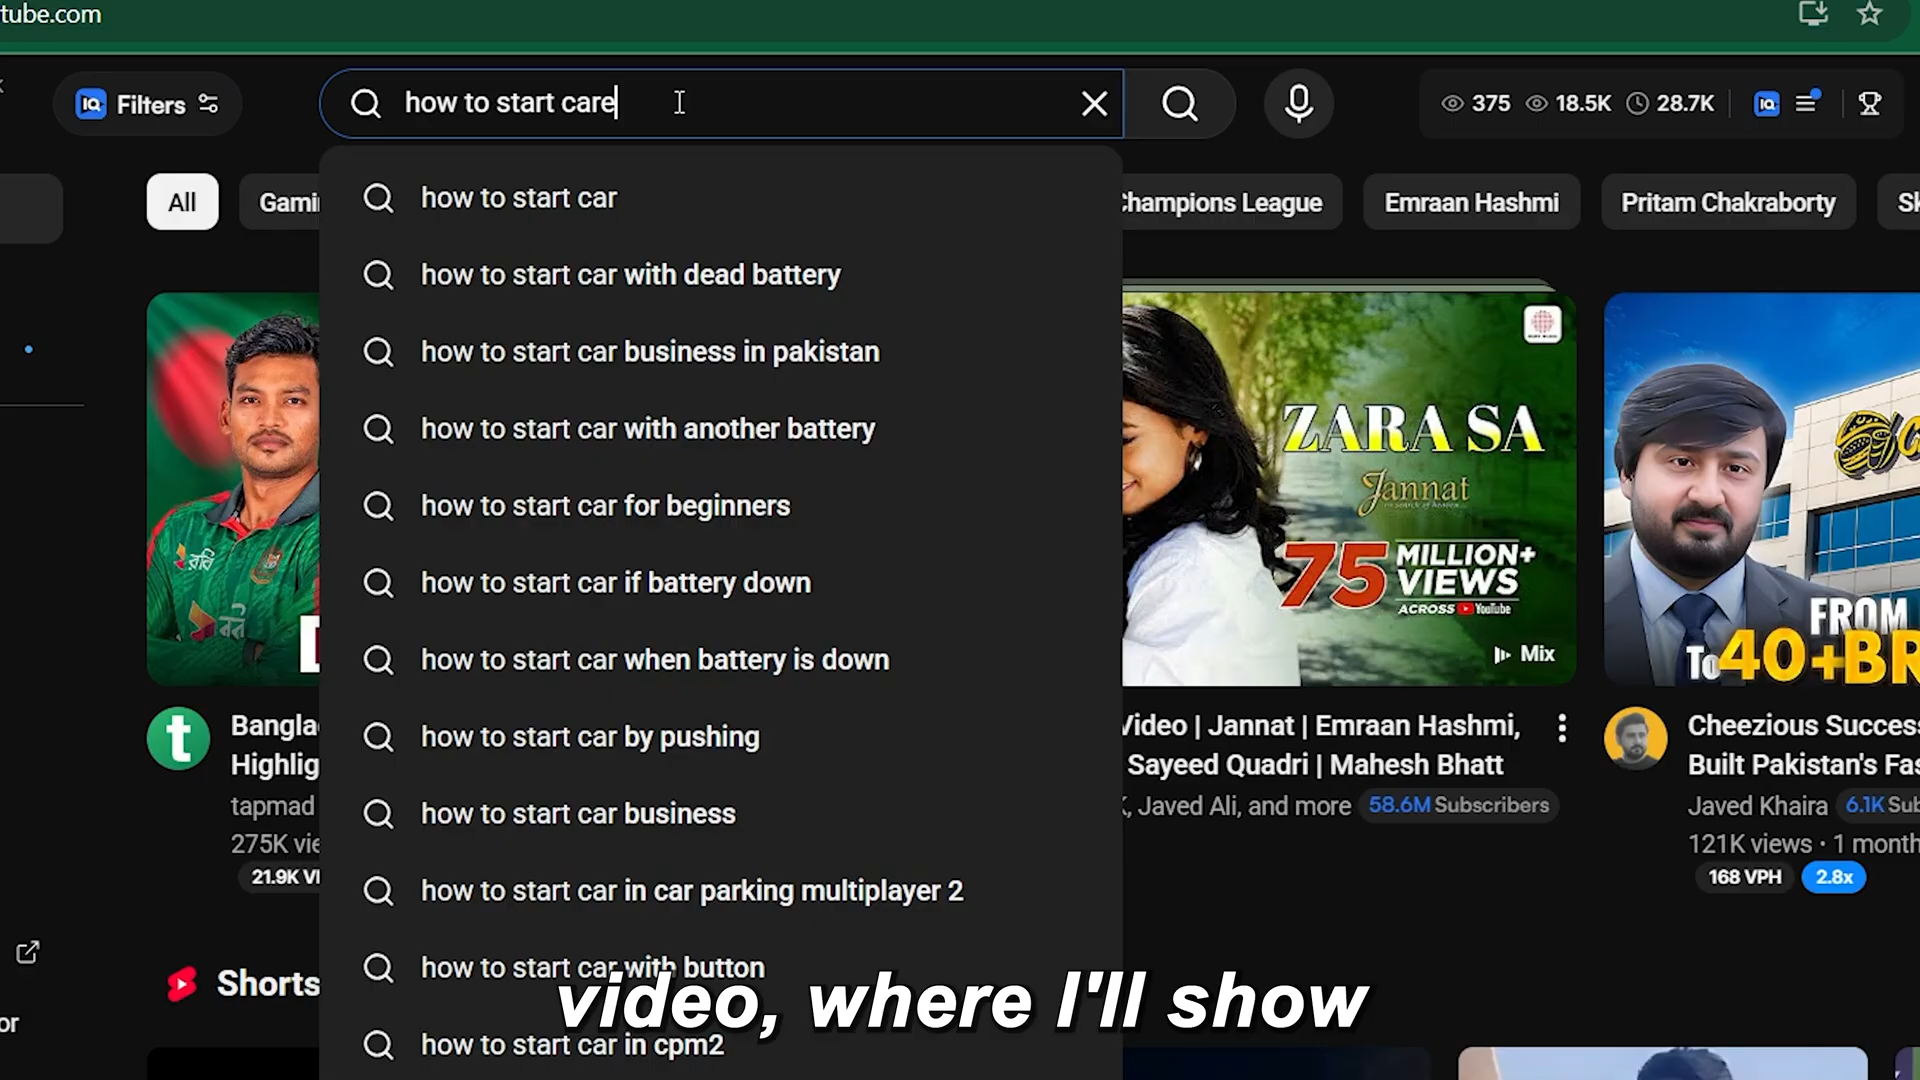 tube.com
Filters
how to start care
375
18.5K
28.7K
All
Gami
Champions League
Emraan Hashmi
Pritam Chakraborty
Sk
how to start car
how to start car with dead battery
how to start car business in pakistan
how to start car with another battery
how to start car for beginners
how to start car if battery down
how to start car when battery is down
how to start car by pushing
how to start car business
how to start car in car parking multiplayer 2
how to start car with button
how to start car in cpm2
ZARA SA
Jannat
75 MILLION+
VIEWS
ACROSS YouTube
Mix
FROM
To 40+BR
Bangla
Highlig
tapmad
275K vie
21.9K VI
Video | Jannat | Emraan Hashmi,
Sayeed Quadri | Mahesh Bhatt
K, Javed Ali, and more 58.6M Subscribers
Cheezious Success
Built Pakistan's Fas
Javed Khaira 6.1K Sub
121K views · 1 month
168 VPH 2.8x
Shorts
or
video, where I'll show